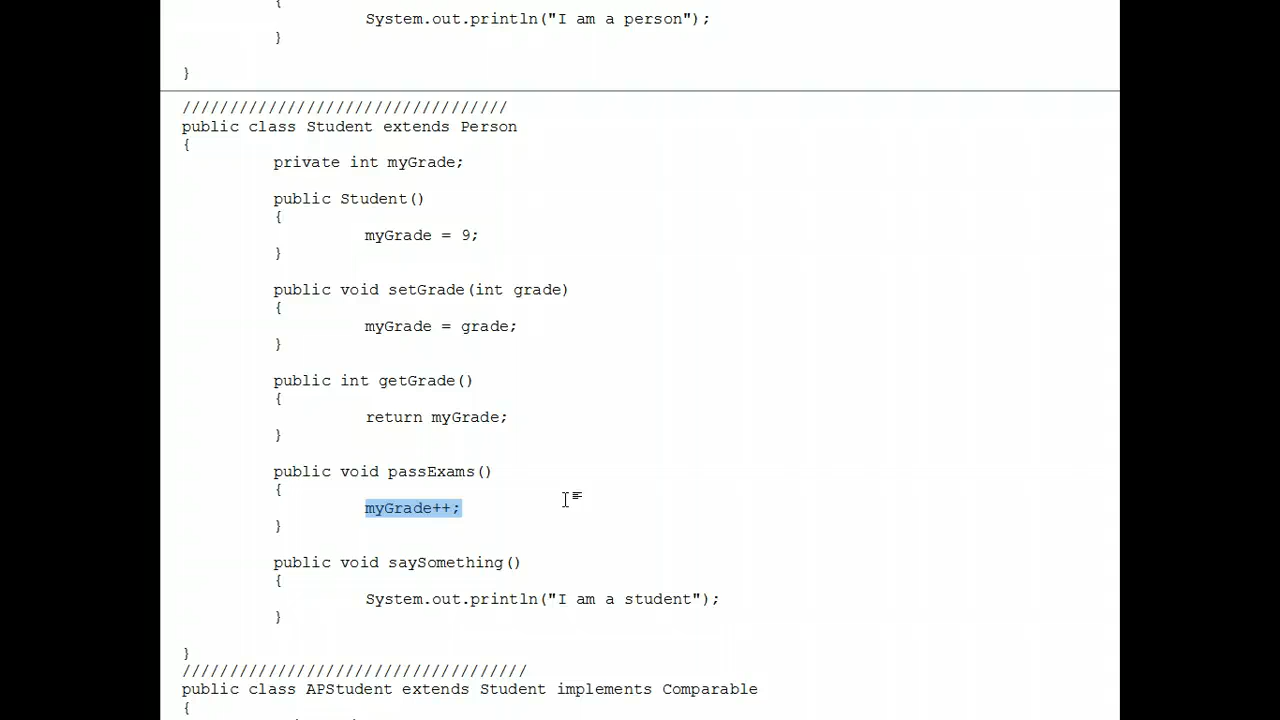 {
System.out.println("I am a person");
}
}
//////////////////////////////////
public class Student extends Person
{
private int myGrade;
public Student()
{
myGrade = 9;
}
public void setGrade(int grade)
{
myGrade = grade;
}
public int getGrade()
{
return myGrade;
}
public void passExams()
{
myGrade++;
}
public void saySomething()
{
System.out.println("I am a student");
}
}
////////////////////////////////////
public class APStudent extends Student implements Comparable
{